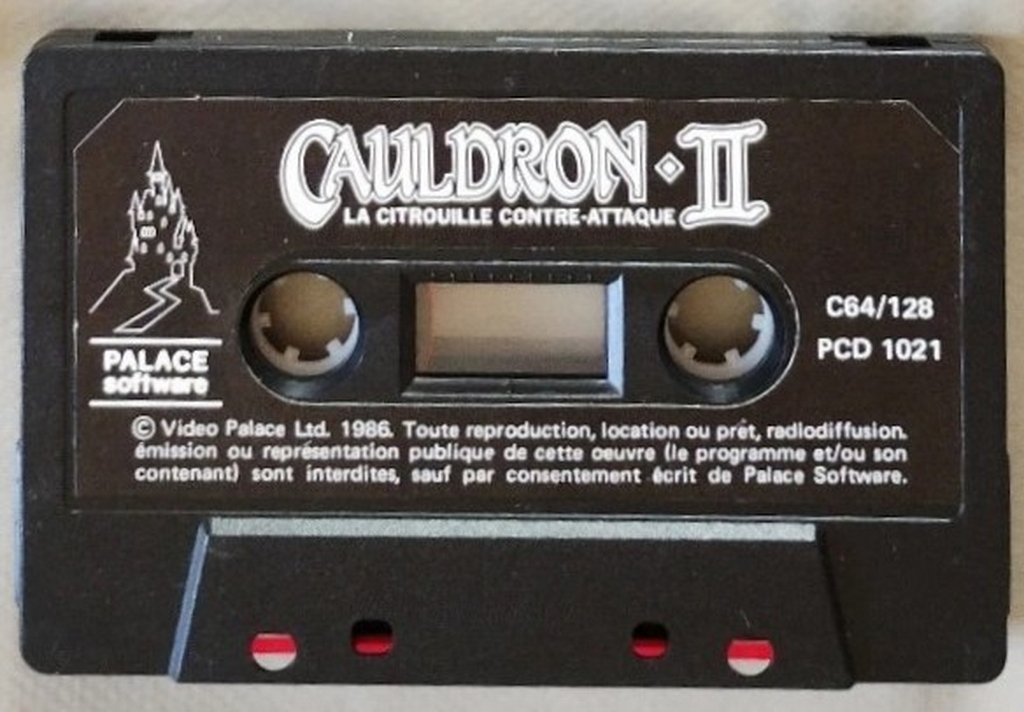 CAULDRON · II
LA CITROUILLE CONTRE-ATTAQUE
C64/128
PCD 1021
PALACE
software
© Video Palace Ltd. 1986. Toute reproduction, location ou prét, radiodiffusion.
émission ou représentation publique de cette oeuvre (le programme et/ou son
contenant) sont interdites, sauf par consentement écrit de Palace Software.